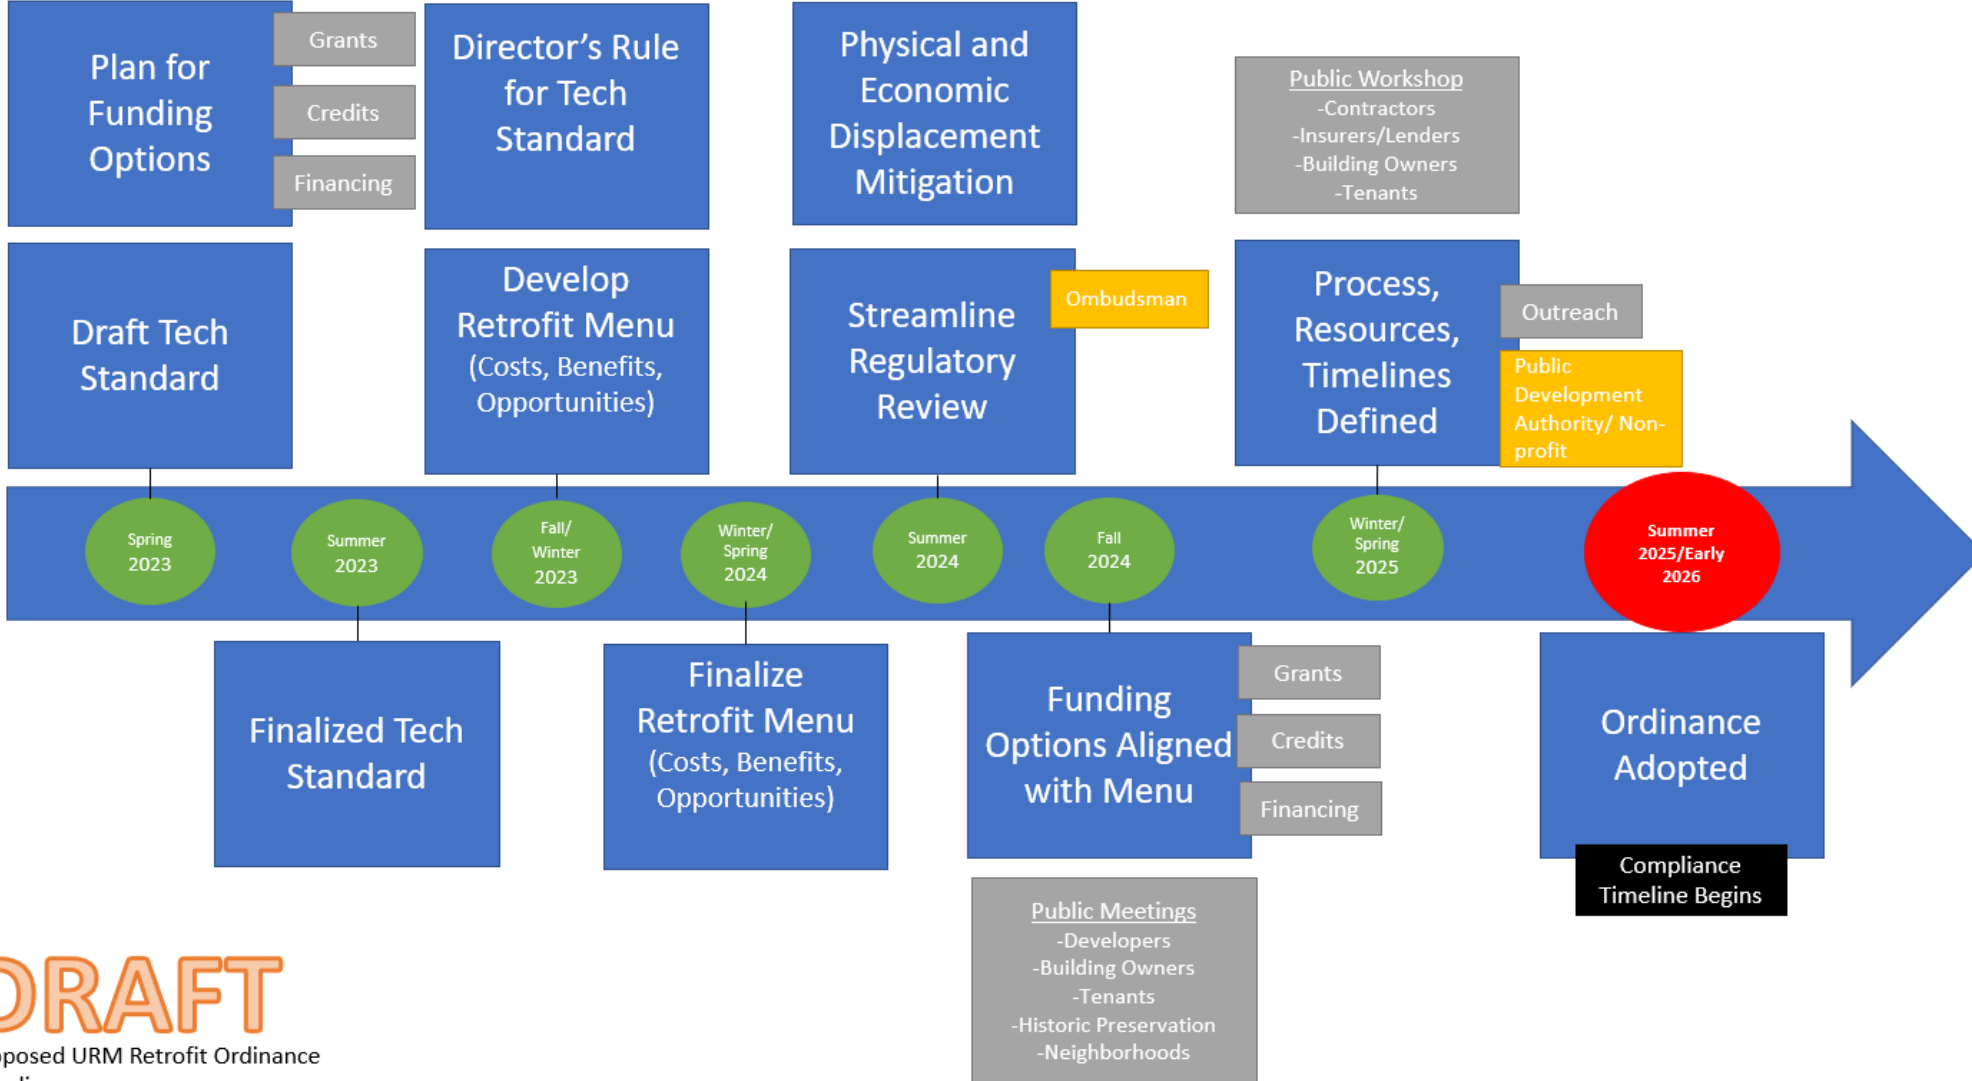 Plan for
Funding
Options
Grants
Credits
Financing
Director’s Rule
for Tech
Standard
Physical and
Economic
Displacement
Mitigation
Public Workshop
-Contractors
-Insurers/Lenders
-Building Owners
-Tenants
Draft Tech
Standard
Develop
Retrofit Menu
(Costs, Benefits,
Opportunities)
Streamline
Regulatory
Review
Ombudsman
Process,
Resources,
Timelines
Defined
Outreach
Public
Development
Authority/ Non-
profit
Spring
2023
Summer
2023
Fall/
Winter
2023
Winter/
Spring
2024
Summer
2024
Fall
2024
Winter/
Spring
2025
Summer
2025/Early
2026
Finalized Tech
Standard
Finalize
Retrofit Menu
(Costs, Benefits,
Opportunities)
Funding
Options Aligned
with Menu
Grants
Credits
Financing
Ordinance
Adopted
Compliance
Timeline Begins
Public Meetings
-Developers
-Building Owners
-Tenants
-Historic Preservation
-Neighborhoods
DRAFT
posed URM Retrofit Ordinance